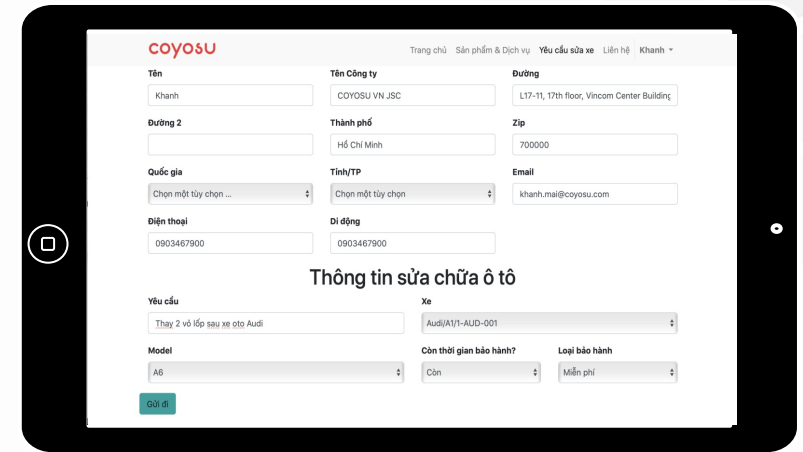 COYOSU
Trang chủ Sản phẩm & Dịch vụ Yêu cầu sửa xe Liên hệ Khanh
Tên Tên Công ty Đường
Khanh COYOSU VN JSC L17-11, 17th floor, Vincom Center Building
Đường 2 Thành phố Zip
Hồ Chí Minh 700000
Quốc gia Tỉnh/TP Email
Chọn một tùy chọn ... Chọn một tùy chọn khanh.mai@coyosu.com
Điện thoại Di động
0903467900 0903467900
Thông tin sửa chữa ô tô
Yêu cầu Xe
Thay 2 vỏ lốp sau xe oto Audi Audi/A1/1-AUD-001
Model Còn thời gian bảo hành? Loại bảo hành
A6 Còn Miễn phí
Gửi đi